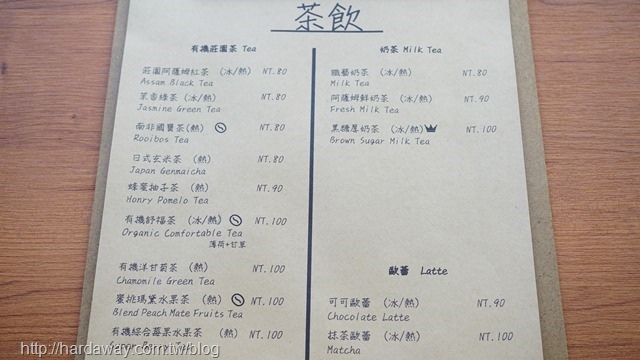 茶飲
有機莊園茶 Tea
莊園阿薩姆紅茶 (冰/熱) NT.80
Assam Black Tea
茉香綠茶 (冰/熱) NT.80
Jasmine Green Tea
南非國寶茶(熱) NT.80
Rooibos Tea
日式玄米茶 (熱) NT.80
Japan Genmaicha
蜂蜜柚子茶 (熱) NT.90
Honry Pomelo Tea
有機舒福茶 (冰/熱) NT.100
Organic Comfortable Tea
薄荷+甘草
有機洋甘菊茶 (熱) NT.100
Chamomile Green Tea
蜜桃瑪黛水果茶 (熱) NT.100
Blend Peach Mate Fruits Tea
有機綜合莓果水果茶 (熱) NT.100
奶茶 Milk Tea
職藝奶茶 (冰/熱) NT.80
Milk Tea
阿薩姆鮮奶茶 (冰/熱) NT.90
Fresh Milk Tea
黑糖厚奶茶 (冰/熱) NT.100
Brown Sugar Milk Tea
歐蕾 Latte
可可歐蕾 (冰/熱) NT.90
Chocolate Latte
抹茶歐蕾 (冰/熱) NT.100
Matcha
http://hardaway.com.tw/blog